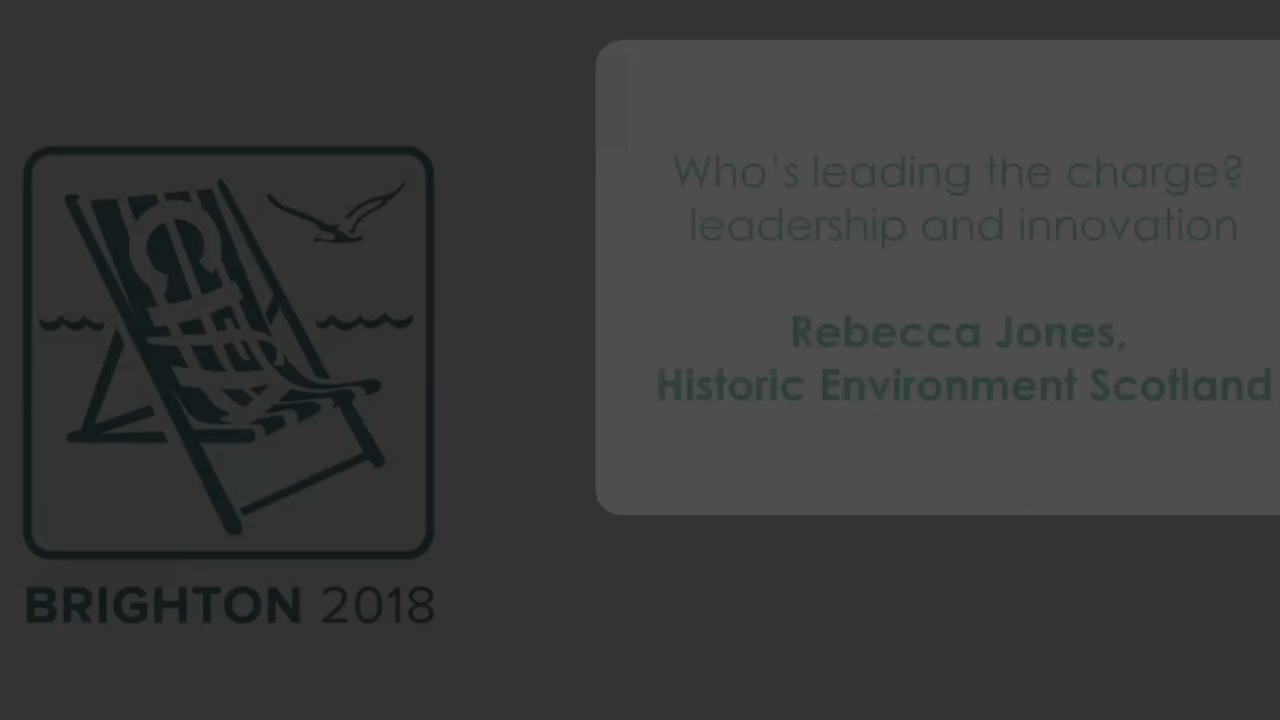 Who's leading the charge?
leadership and innovation
Rebecca Jones,
Historic Environment Scotland
BRIGHTON 2018